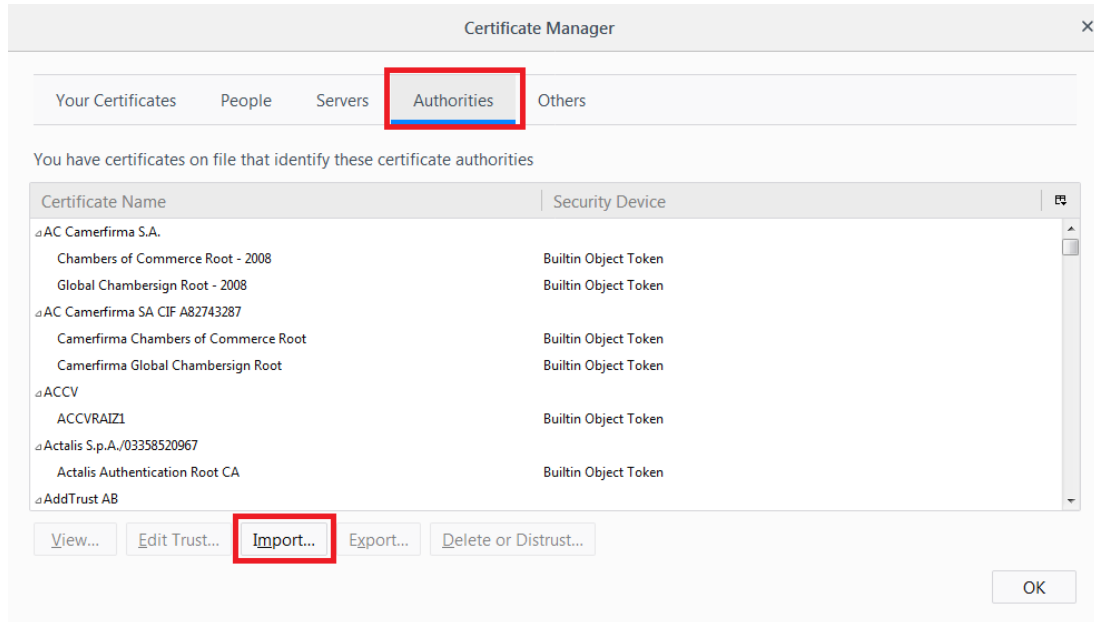 Certificate Manager
Your Certificates People Servers Authorities Others
You have certificates on file that identify these certificate authorities
Certificate Name Security Device
AC Camerfirma S.A.
Chambers of Commerce Root - 2008 Builtin Object Token
Global Chambersign Root - 2008 Builtin Object Token
AC Camerfirma SA CIF A82743287
Camerfirma Chambers of Commerce Root Builtin Object Token
Camerfirma Global Chambersign Root Builtin Object Token
ACCV
ACCVRAIZ1 Builtin Object Token
Actalis S.p.A./03358520967
Actalis Authentication Root CA Builtin Object Token
AddTrust AB
View... Edit Trust... Import... Export... Delete or Distrust...
OK